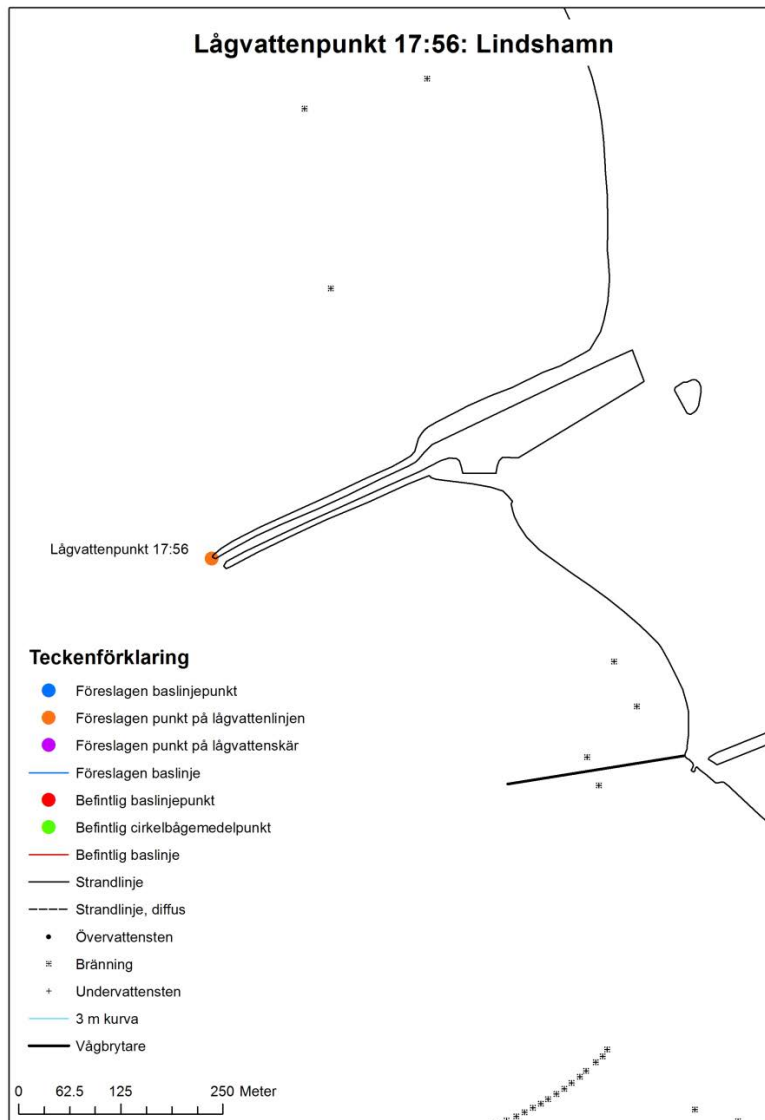 Lågvattenpunkt 17:56: Lindshamn
Lågvattenpunkt 17:56
Teckenförklaring
Föreslagen baslinjepunkt
Föreslagen punkt på lågvattenlinjen
Föreslagen punkt på lågvattenskär
Föreslagen baslinje
Befintlig baslinjepunkt
Befintlig cirkelbågemedelpunkt
Befintlig baslinje
Strandlinje
Strandlinje, diffus
Övervattensten
Bränning
Undervattensten
3 m kurva
Vågbrytare
0 62.5 125 250 Meter